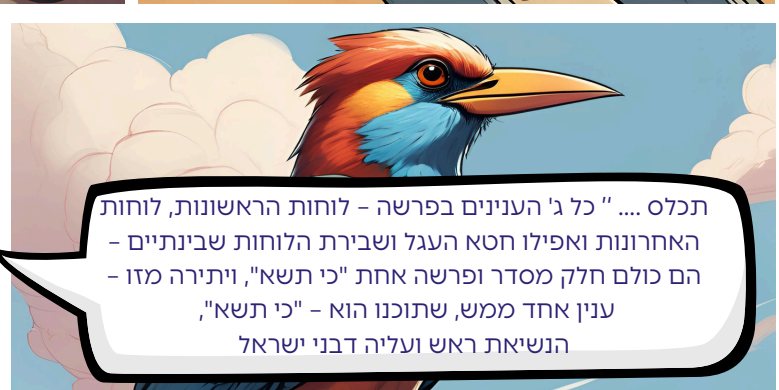 תכלס .... '' כל ג' הענינים בפרשה – לוחות הראשונות, לוחות
האחרונות ואפילו חטא העגל ושבירת הלוחות שבינתיים –
הם כולם חלק מסדר ופרשה אחת "כי תשא", ויתירה מזו –
ענין אחד ממש, שתוכנו הוא – "כי תשא",
הנשיאת ראש ועליה דבני ישראל